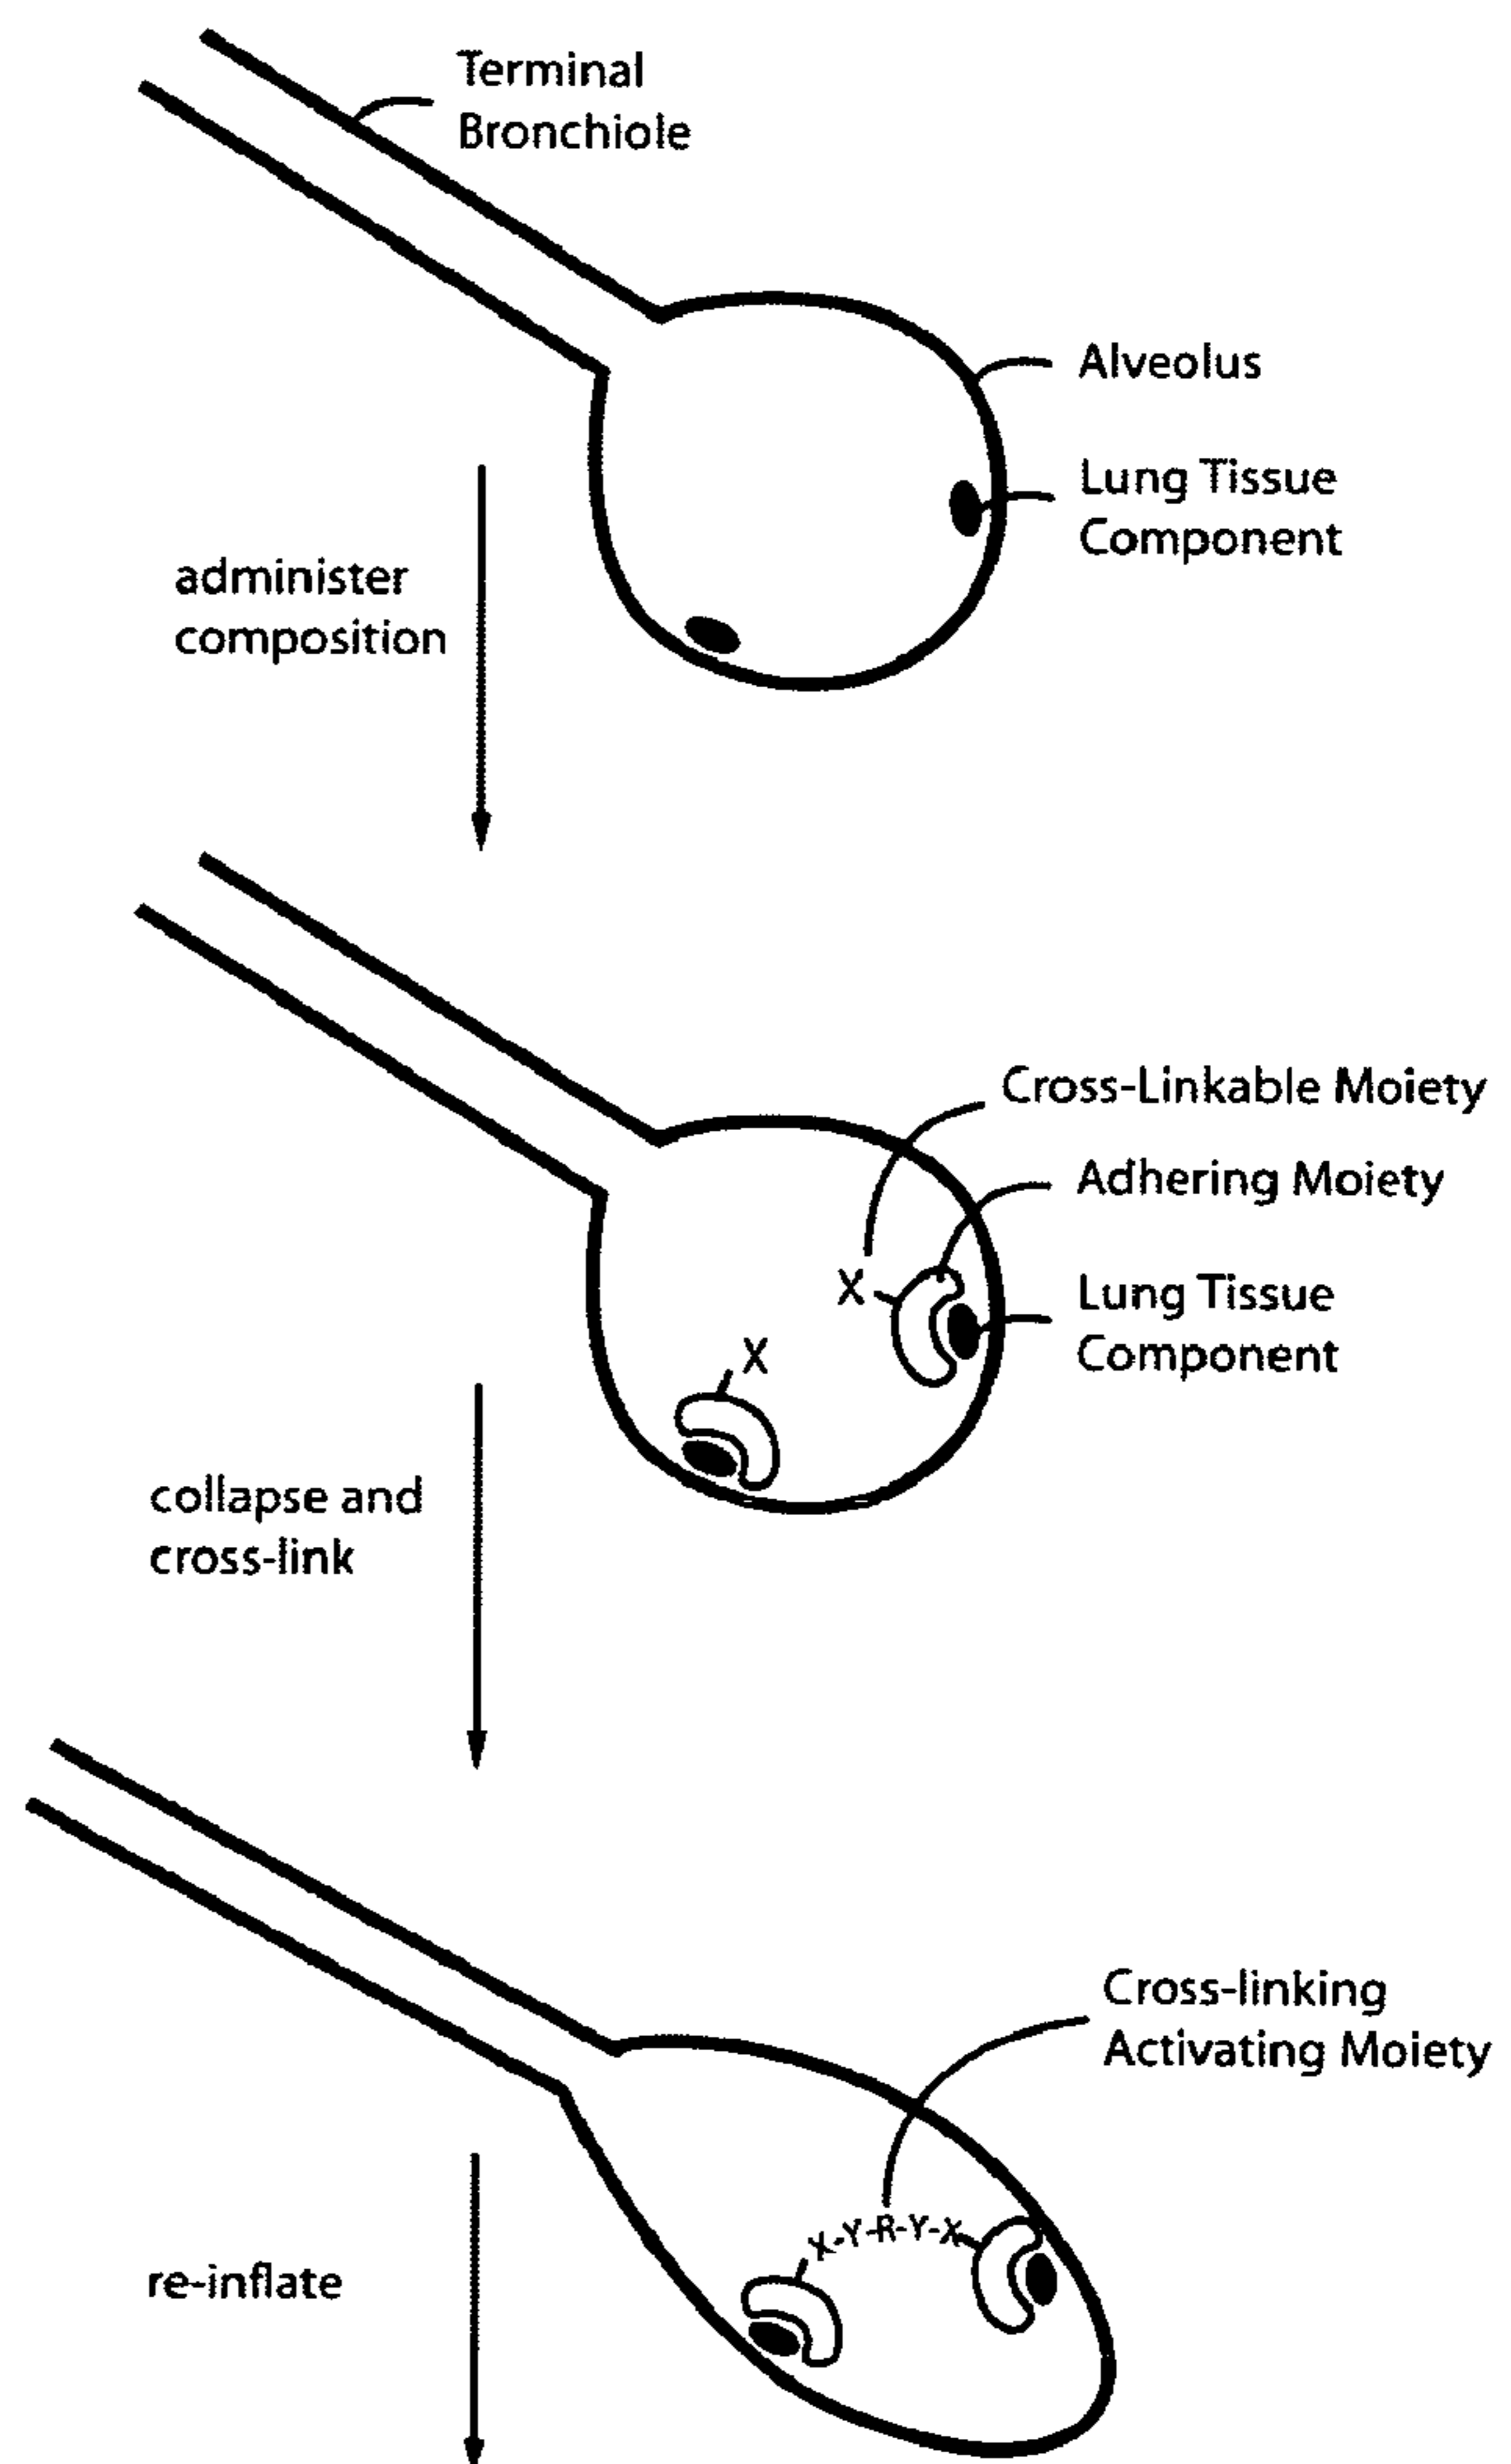 Terminal
Bronchiole
Alveolus
Lung Tissue
Component
administer
composition
Cross-Linkable Moiety
Adhering Moiety
X
Lung Tissue
Component
X
collapse and
cross-link
Cross-linking
Activating Moiety
X-Y-R-Y-X
re-inflate